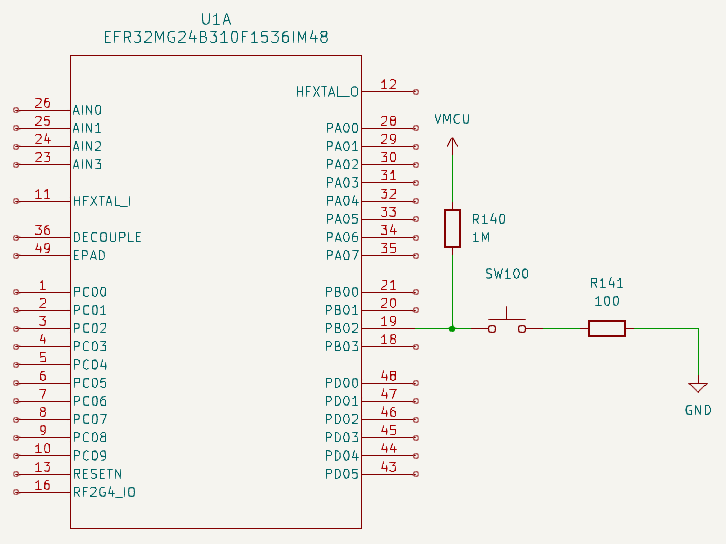 U1A
EFR32MG24B310F1536IM48
12 HFXTAL_O
26 AIN0
25 AIN1
24 AIN2
23 AIN3
11 HFXTAL_I
36 DECOUPLE
49 EPAD
1 PC00
2 PC01
3 PC02
4 PC03
5 PC04
6 PC05
7 PC06
8 PC07
9 PC08
10 PC09
13 RESETN
16 RF2G4_IO
PA00 28
PA01 29
PA02 30
PA03 31
PA04 32
PA05 33
PA06 34
PA07 35
PB00 21
PB01 20
PB02 19
PB03 18
PD00 48
PD01 47
PD02 46
PD03 45
PD04 44
PD05 43
VMCU
R140
1M
SW100
R141
100
GND